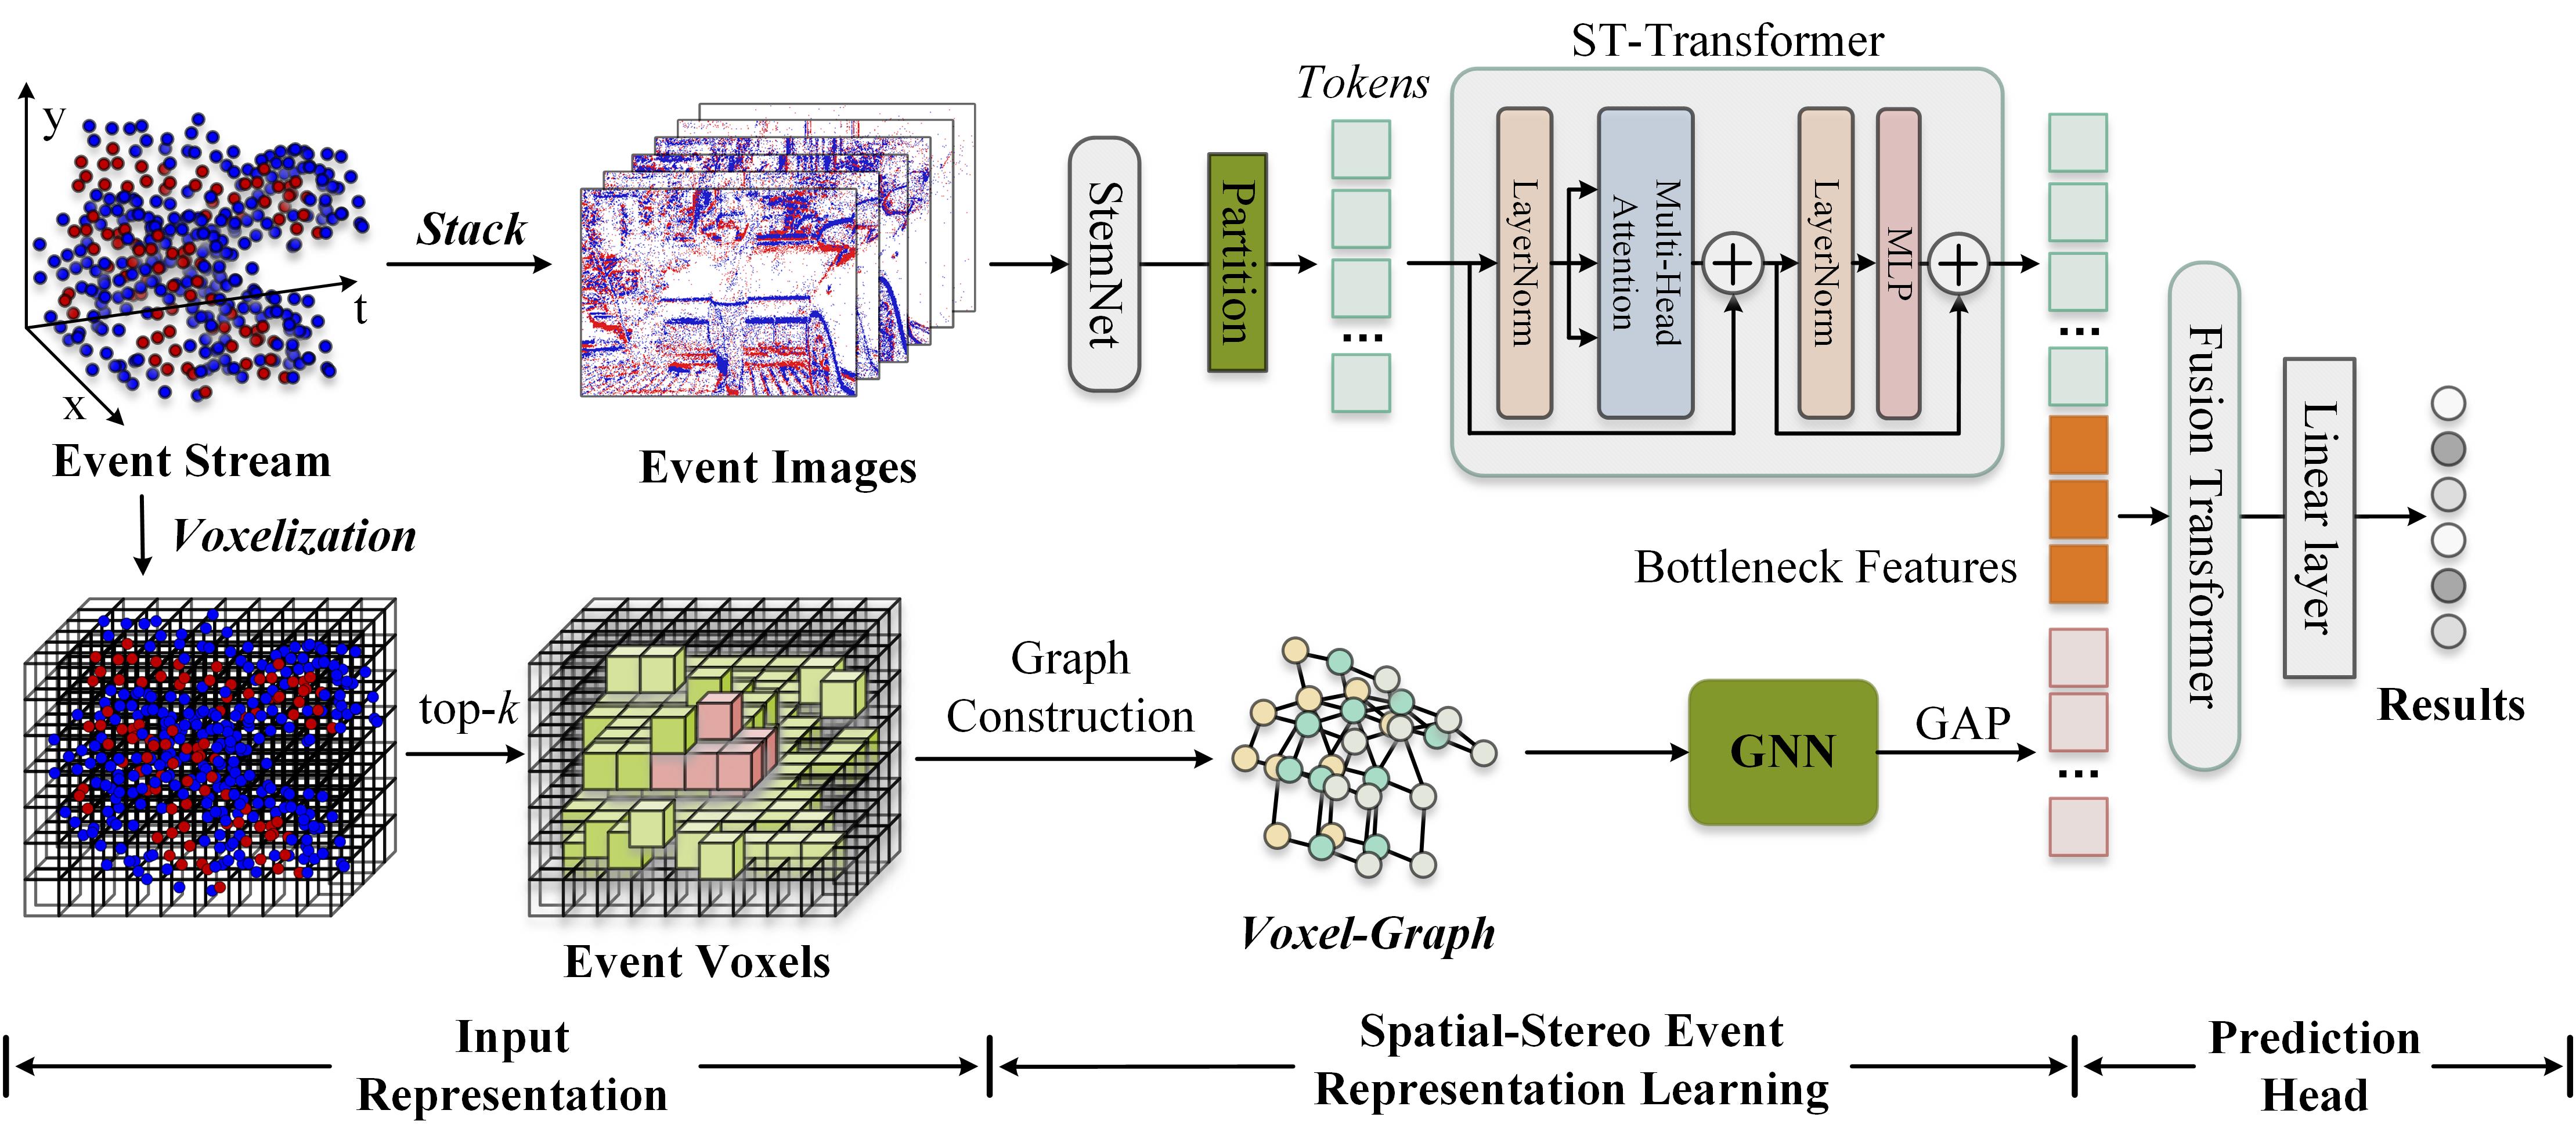 ST-Transformer
Tokens
y
t
x
Stack
Event Stream
Event Images
StemNet
Partition
...
LayerNorm
Multi-Head
Attention
LayerNorm
MLP
...
Voxelization
Bottleneck Features
Fusion Transformer
Linear layer
Results
top-k
Event Voxels
Graph
Construction
Voxel-Graph
GNN
GAP
...
Input
Representation
Spatial-Stereo Event
Representation Learning
Prediction
Head